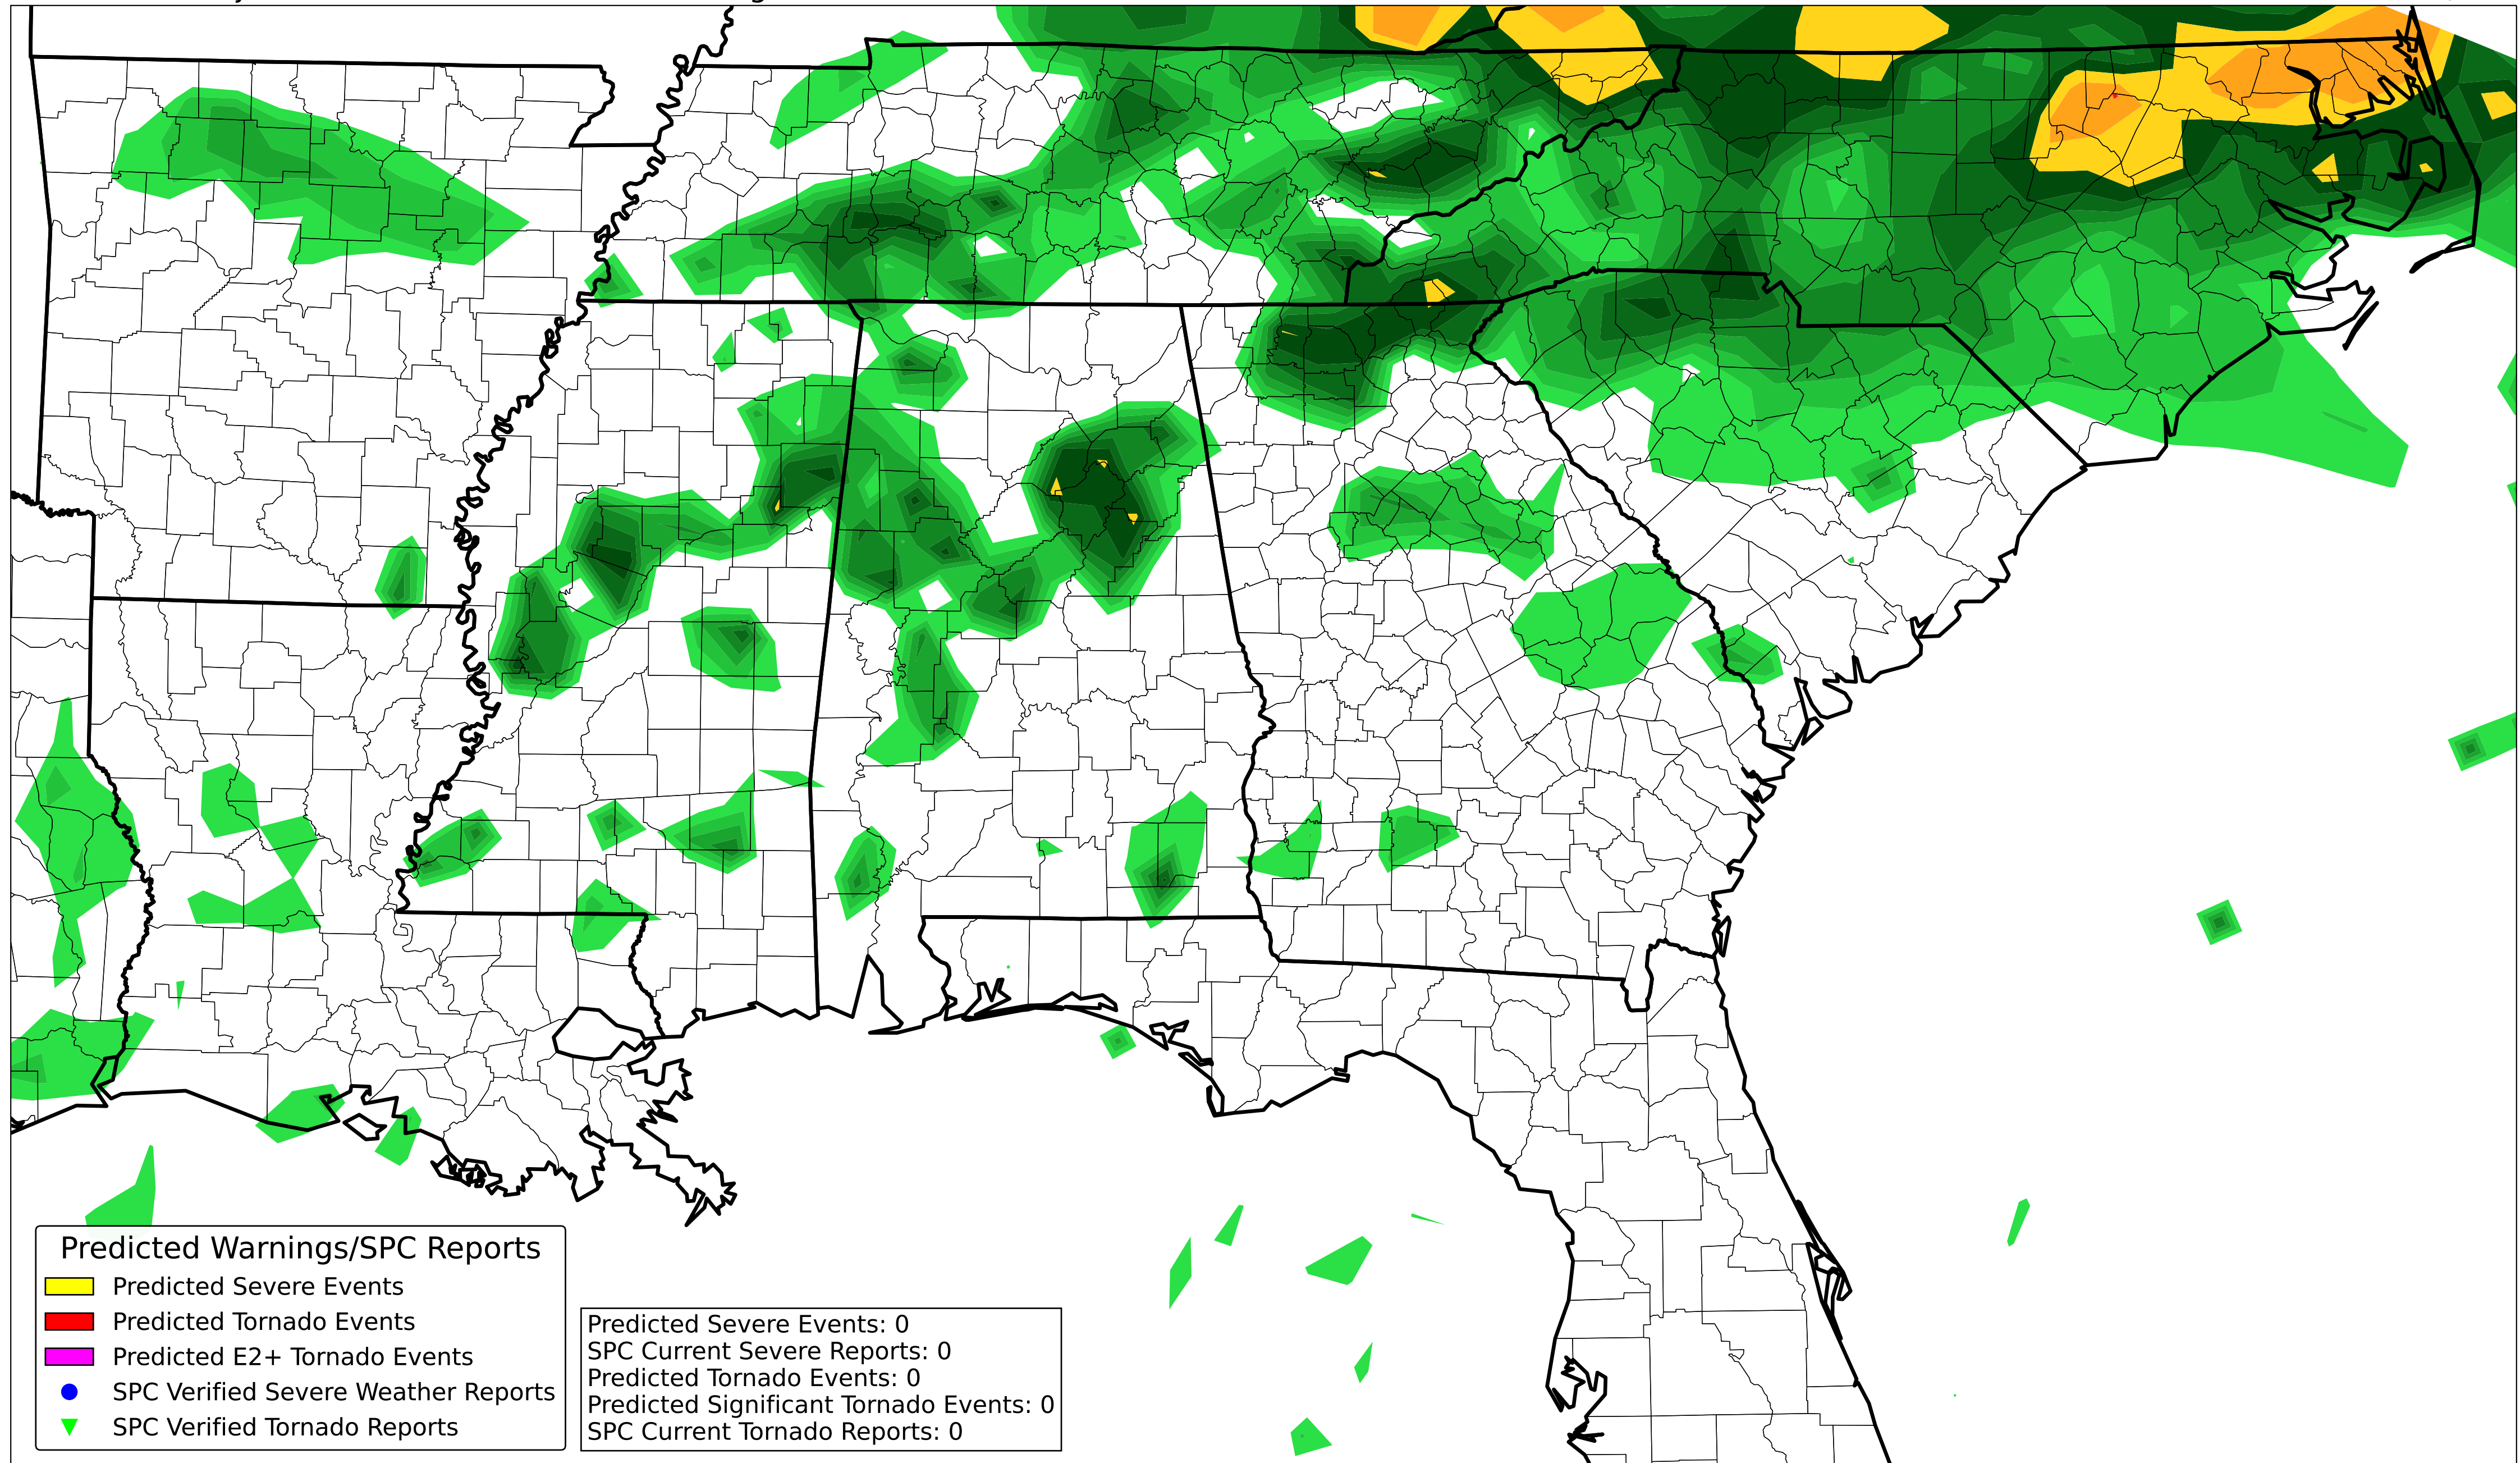 Predicted Warnings/SPC Reports
Predicted Severe Events
Predicted Tornado Events
Predicted E2+ Tornado Events
SPC Verified Severe Weather Reports
SPC Verified Tornado Reports
Predicted Severe Events: 0
SPC Current Severe Reports: 0
Predicted Tornado Events: 0
Predicted Significant Tornado Events: 0
SPC Current Tornado Reports: 0